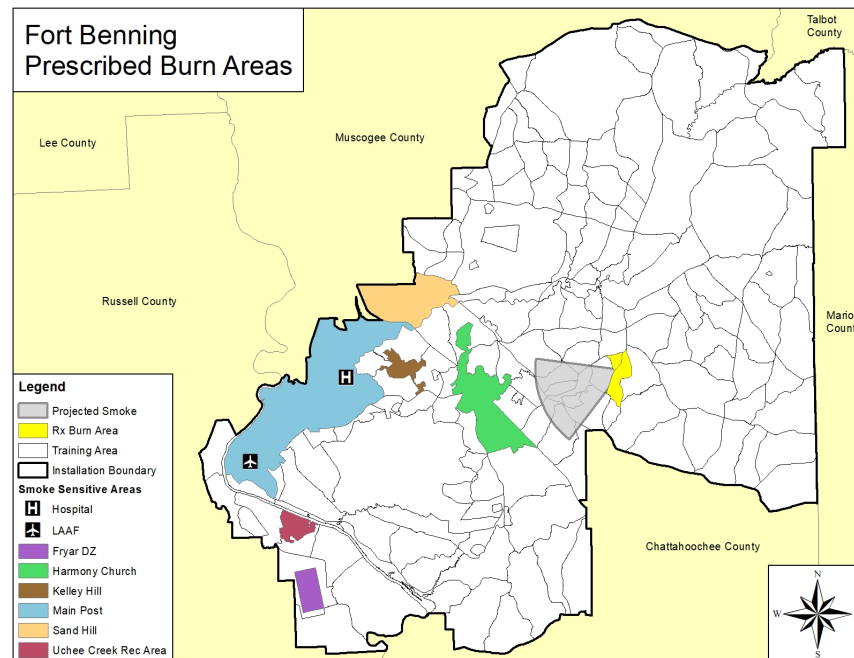 Fort Benning
Prescribed Burn Areas
Talbot
County
Lee County
Muscogee County
Russell County
Mario
Count
Chattahoochee County
H
Legend
Projected Smoke
Rx Burn Area
Training Area
Installation Boundary
Smoke Sensitive Areas
H Hospital
LAAF
Fryar DZ
Harmony Church
Kelley Hill
Main Post
Sand Hill
Uchee Creek Rec Area
N
W E
S